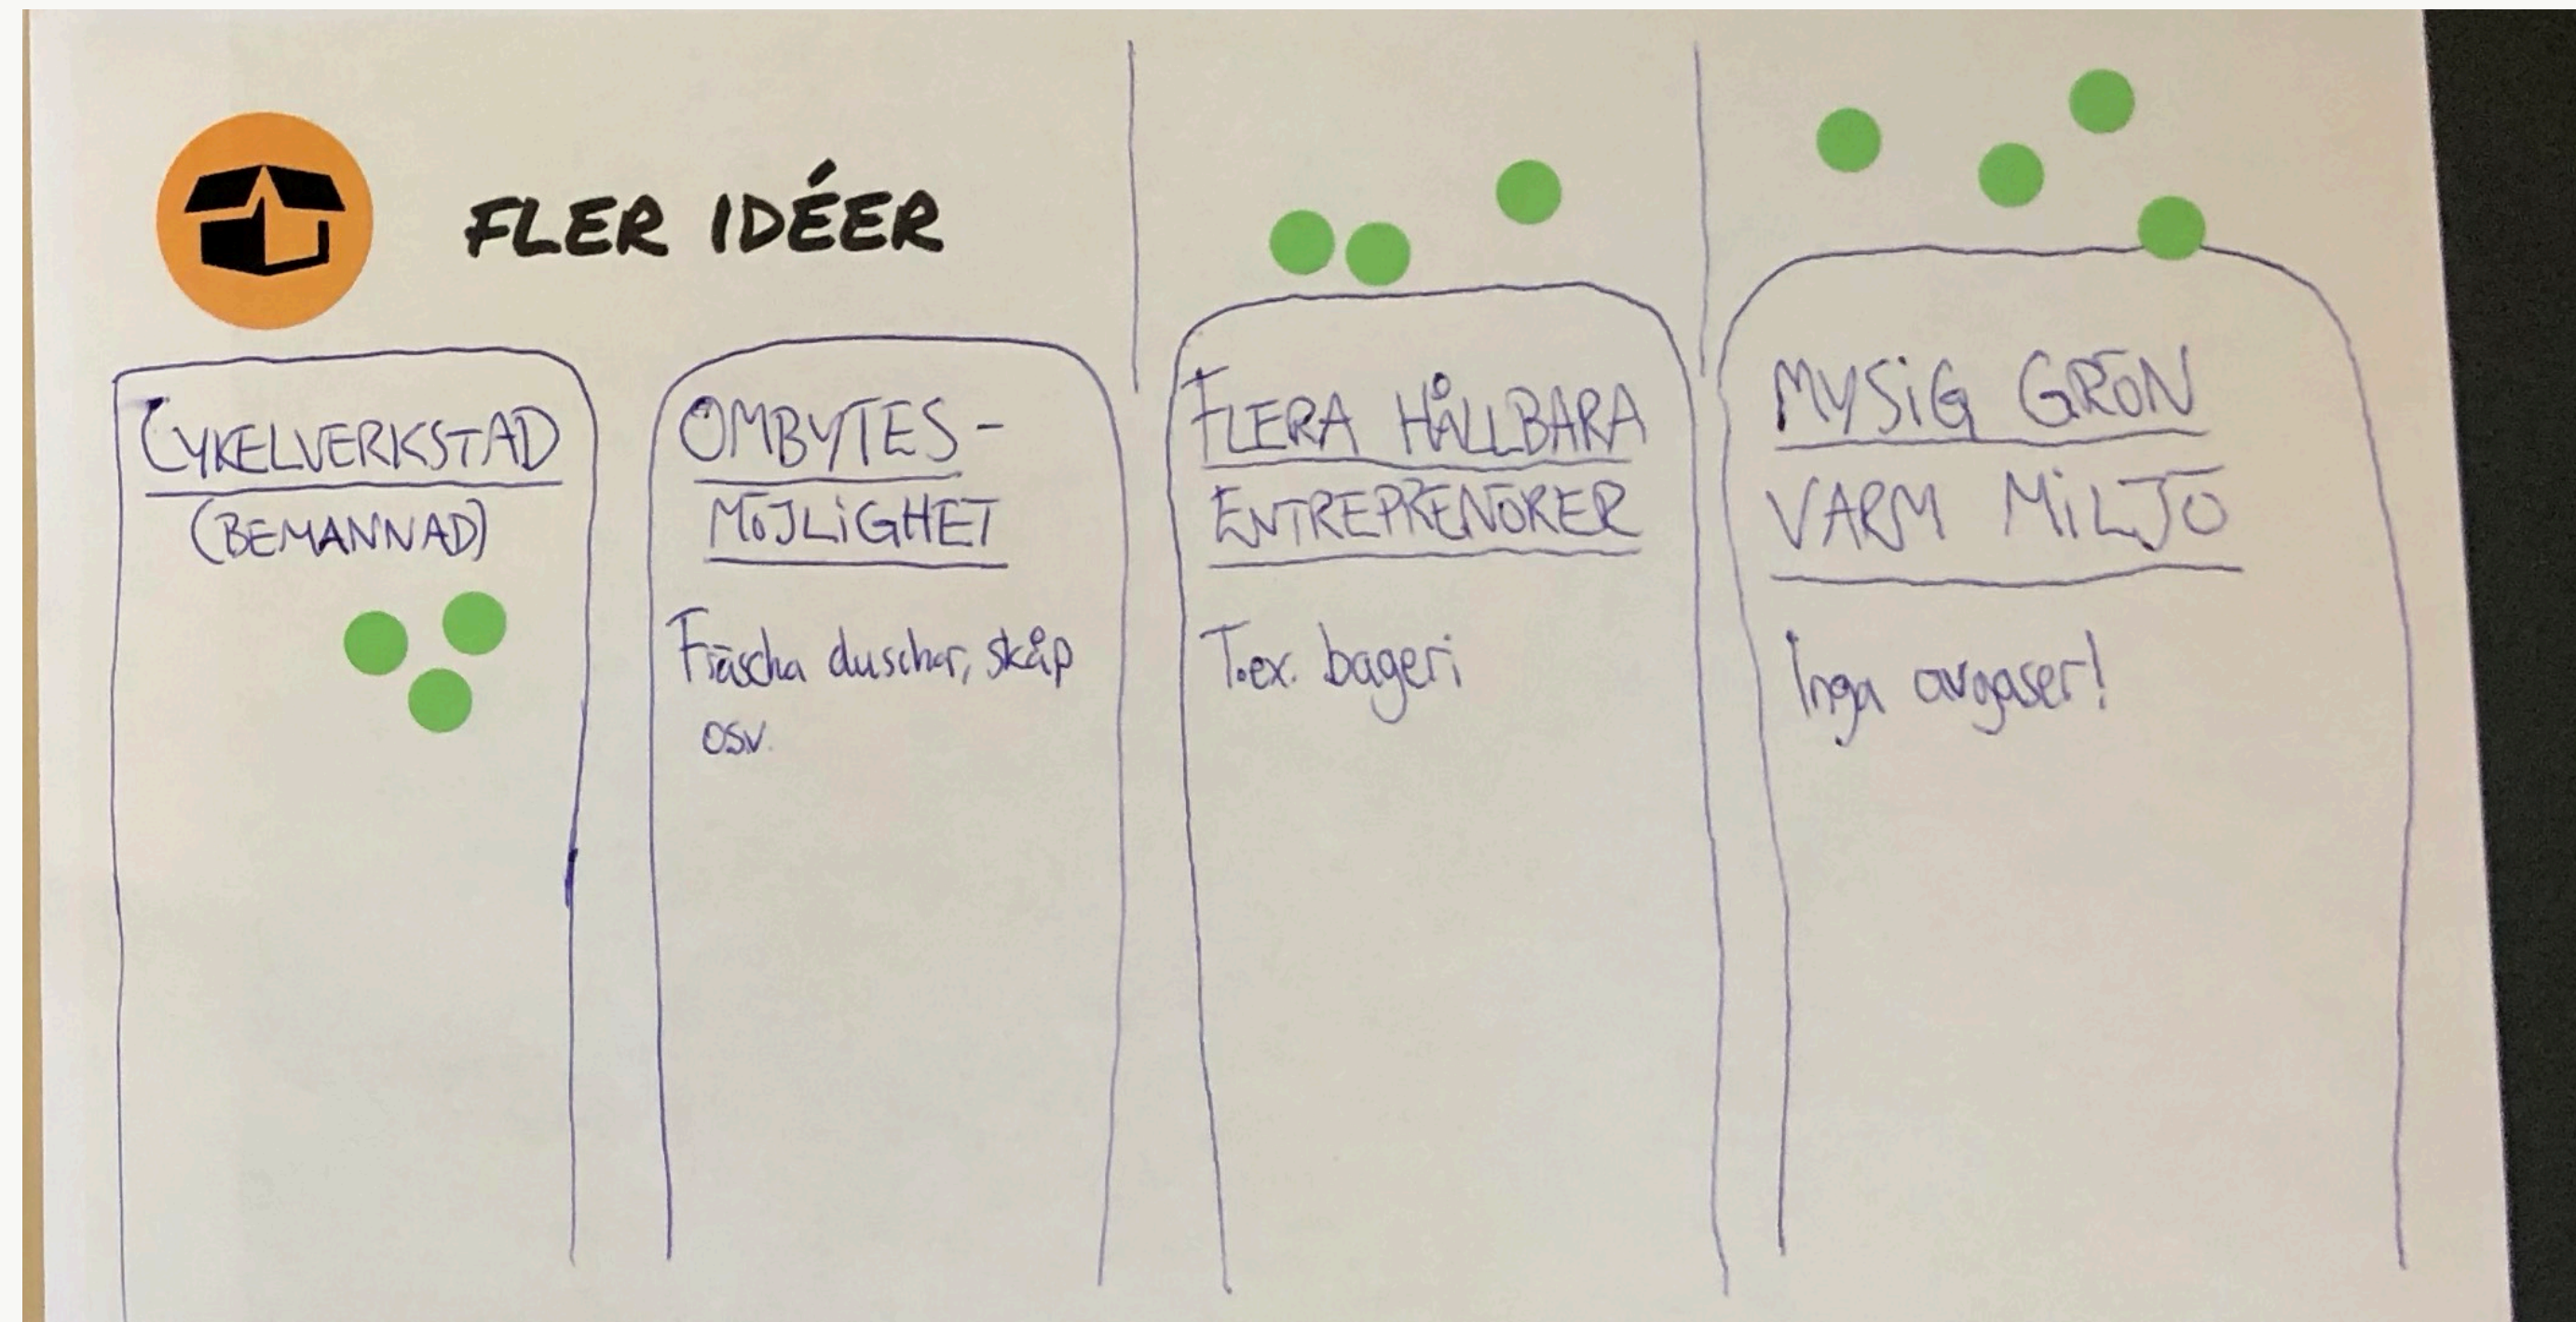 FLER IDÉER
CYKELVERKSTAD
(BEMANNAD)
OMBYTES-
MÖJLIGHET
Fräscha duschar, skåp
osv.
FLERA HÅLLBARA
ENTREPRENÖRER
T.ex. bageri
MYSIG GRÖN
VARM MILJÖ
Inga avgaser!